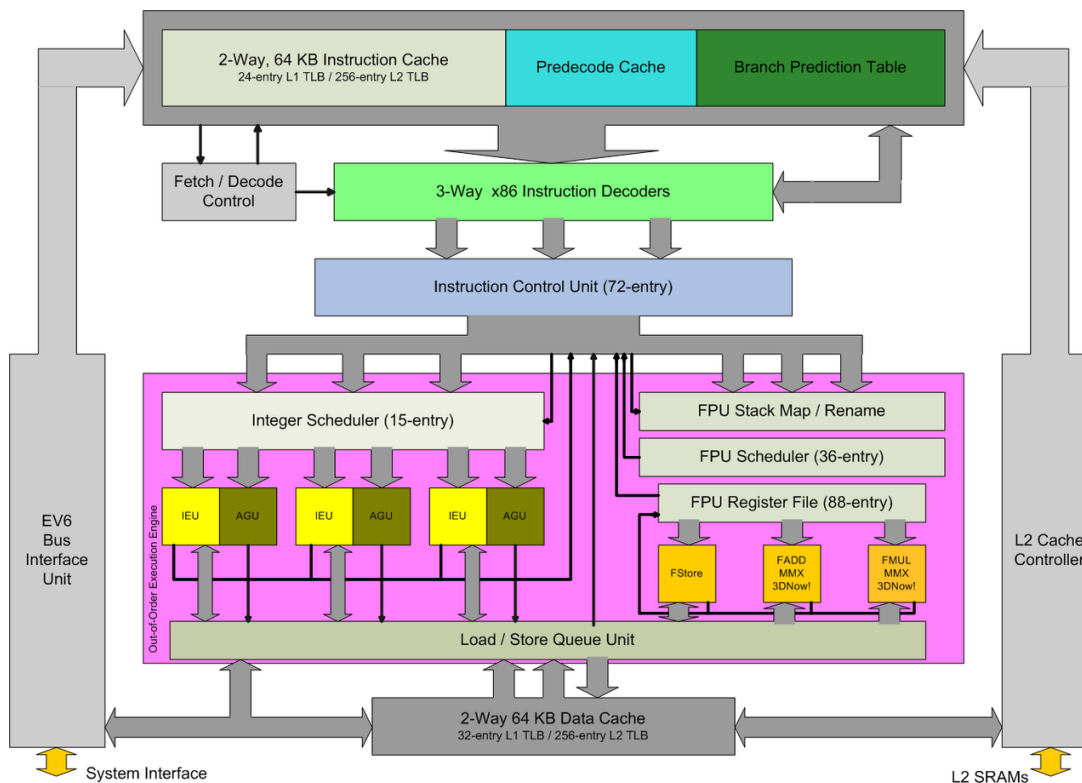 2-Way, 64 KB Instruction Cache
24-entry L1 TLB / 256-entry L2 TLB
Predecode Cache
Branch Prediction Table
Fetch / Decode
Control
3-Way x86 Instruction Decoders
Instruction Control Unit (72-entry)
Integer Scheduler (15-entry)
FPU Stack Map / Rename
FPU Scheduler (36-entry)
FPU Register File (88-entry)
IEU
AGU
IEU
AGU
IEU
AGU
FStore
FADD
MMX
3DNow!
FMUL
MMX
3DNow!
Out-of-Order Execution Engine
EV6
Bus
Interface
Unit
L2 Cache
Controller
Load / Store Queue Unit
2-Way 64 KB Data Cache
32-entry L1 TLB / 256-entry L2 TLB
System Interface
L2 SRAMs